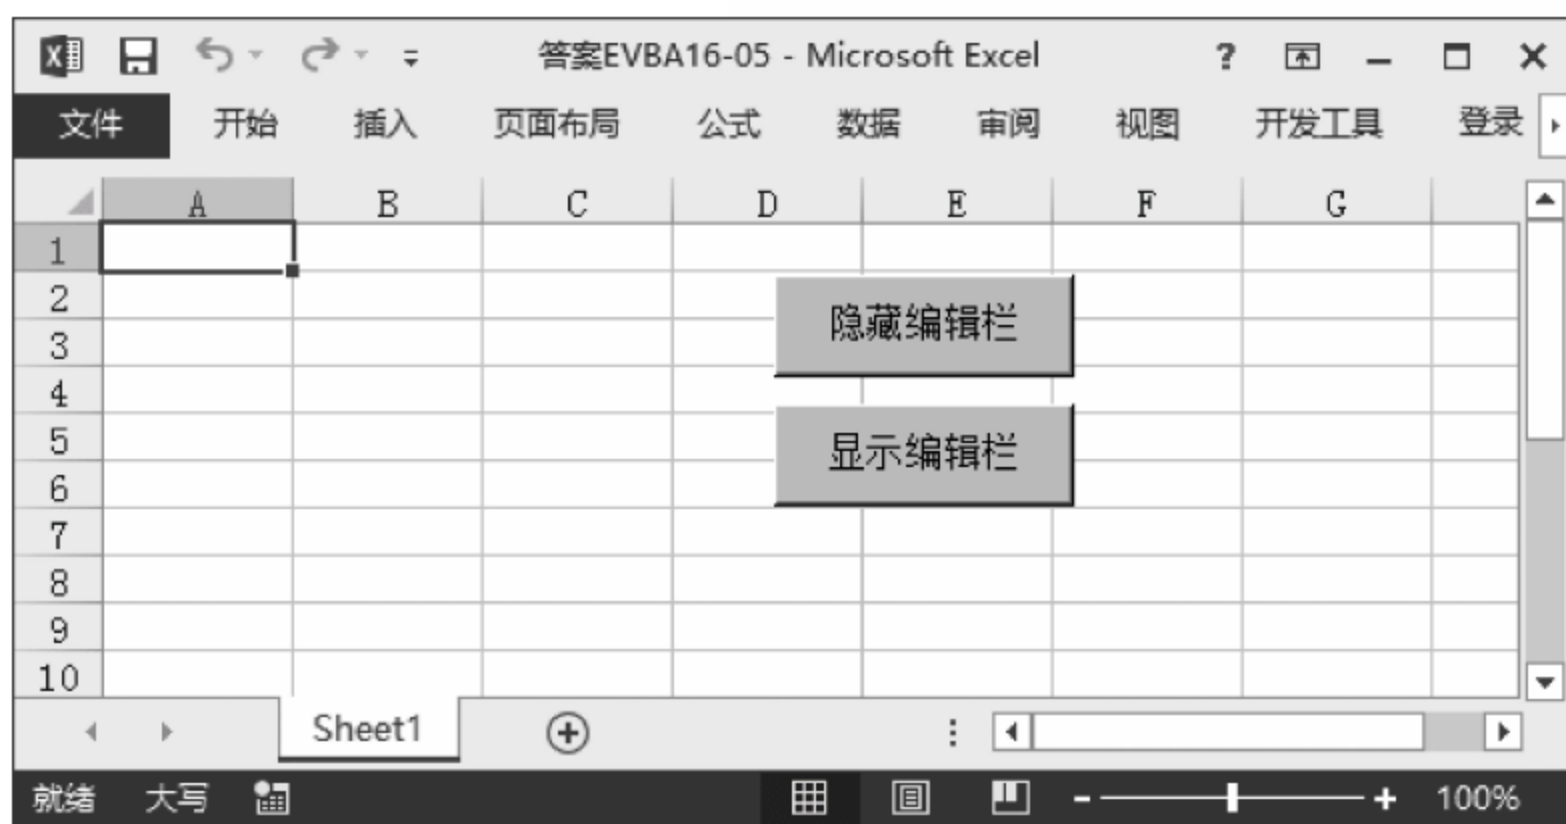 答案EVBA16-05 - Microsoft Excel
文件 开始 插入 页面布局 公式 数据 审阅 视图 开发工具 登录
A B C D E F G
1
2
隐藏编辑栏
3
4
5
显示编辑栏
6
7
8
9
10
Sheet1
就绪 大写 100%